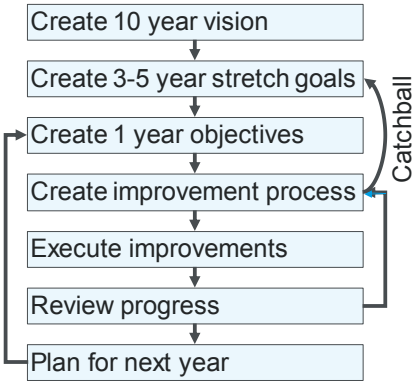 Create 10 year vision
Create 3-5 year stretch goals
Create 1 year objectives
Create improvement process
Execute improvements
Review progress
Plan for next year
Catchball